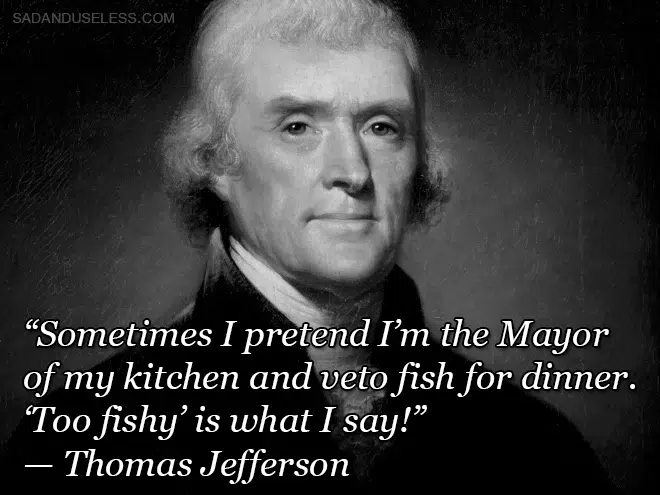 SADANDUSELESS.COM
“Sometimes I pretend I’m the Mayor
of my kitchen and veto fish for dinner.
‘Too fishy’ is what I say!”
— Thomas Jefferson